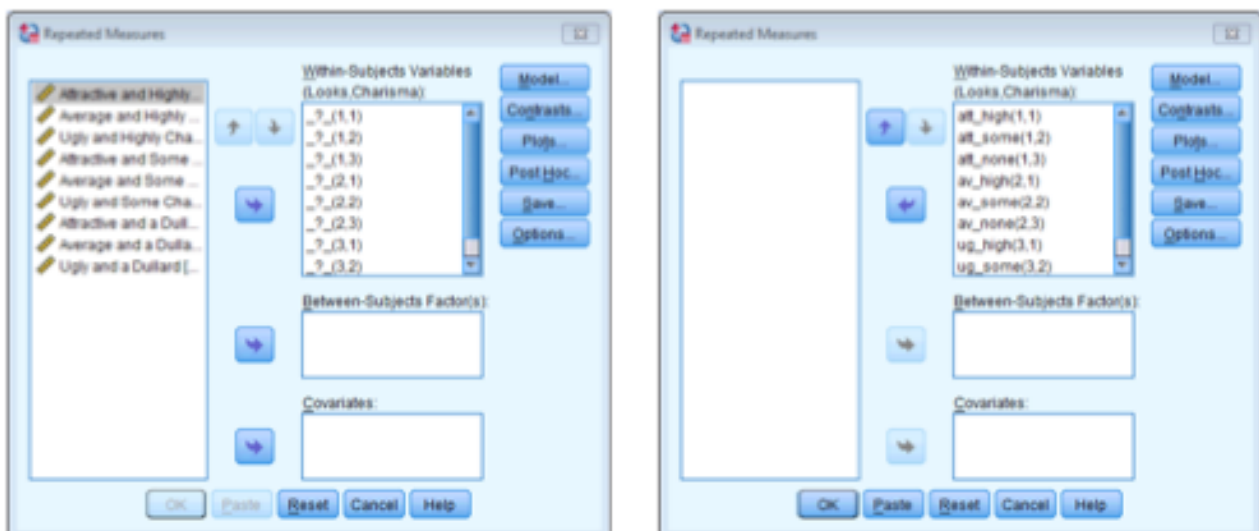 Repeated Measures
Attractive and Highly...
Average and Highly ...
Ugly and Highly Cha...
Attractive and Some ...
Average and Some ...
Ugly and Some Cha...
Attractive and a Dull...
Average and a Dulla...
Ugly and a Dullard [...
Within-Subjects Variables
(Looks,Charisma):
_?_(1,1)
_?_(1,2)
_?_(1,3)
_?_(2,1)
_?_(2,2)
_?_(2,3)
_?_(3,1)
_?_(3,2)
Between-Subjects Factor(s):
Covariates:
Model...
Contrasts...
Plots...
Post Hoc...
Save...
Options...
OK Paste Reset Cancel Help
Repeated Measures
Within-Subjects Variables
(Looks,Charisma):
att_high(1,1)
att_some(1,2)
att_none(1,3)
av_high(2,1)
av_some(2,2)
av_none(2,3)
ug_high(3,1)
ug_some(3,2)
Between-Subjects Factor(s):
Covariates:
Model...
Contrasts...
Plots...
Post Hoc...
Save...
Options...
OK Paste Reset Cancel Help